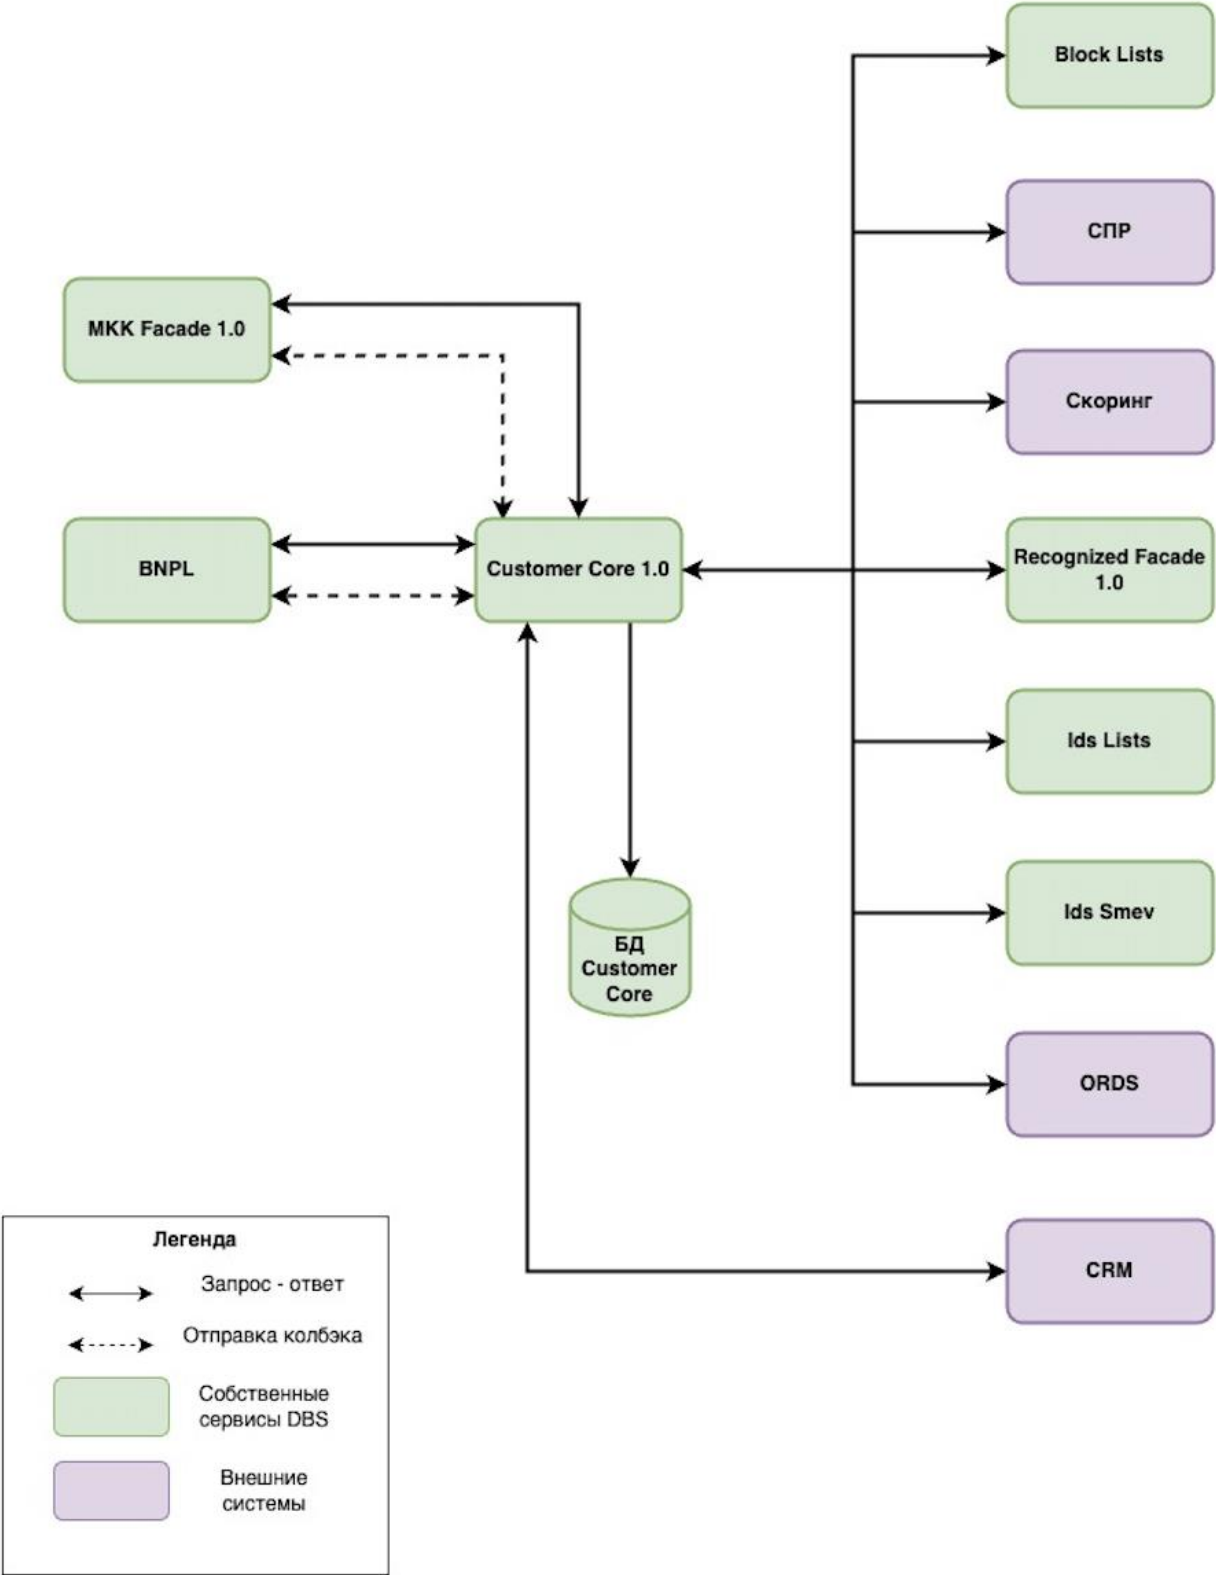 Block Lists
СПР
MKK Facade 1.0
Скоринг
BNPL
Customer Core 1.0
Recognized Facade
1.0
Ids Lists
Ids Smev
БД
Customer
Core
ORDS
CRM
Легенда
Запрос - ответ
Отправка колбэка
Собственные
сервисы DBS
Внешние
системы